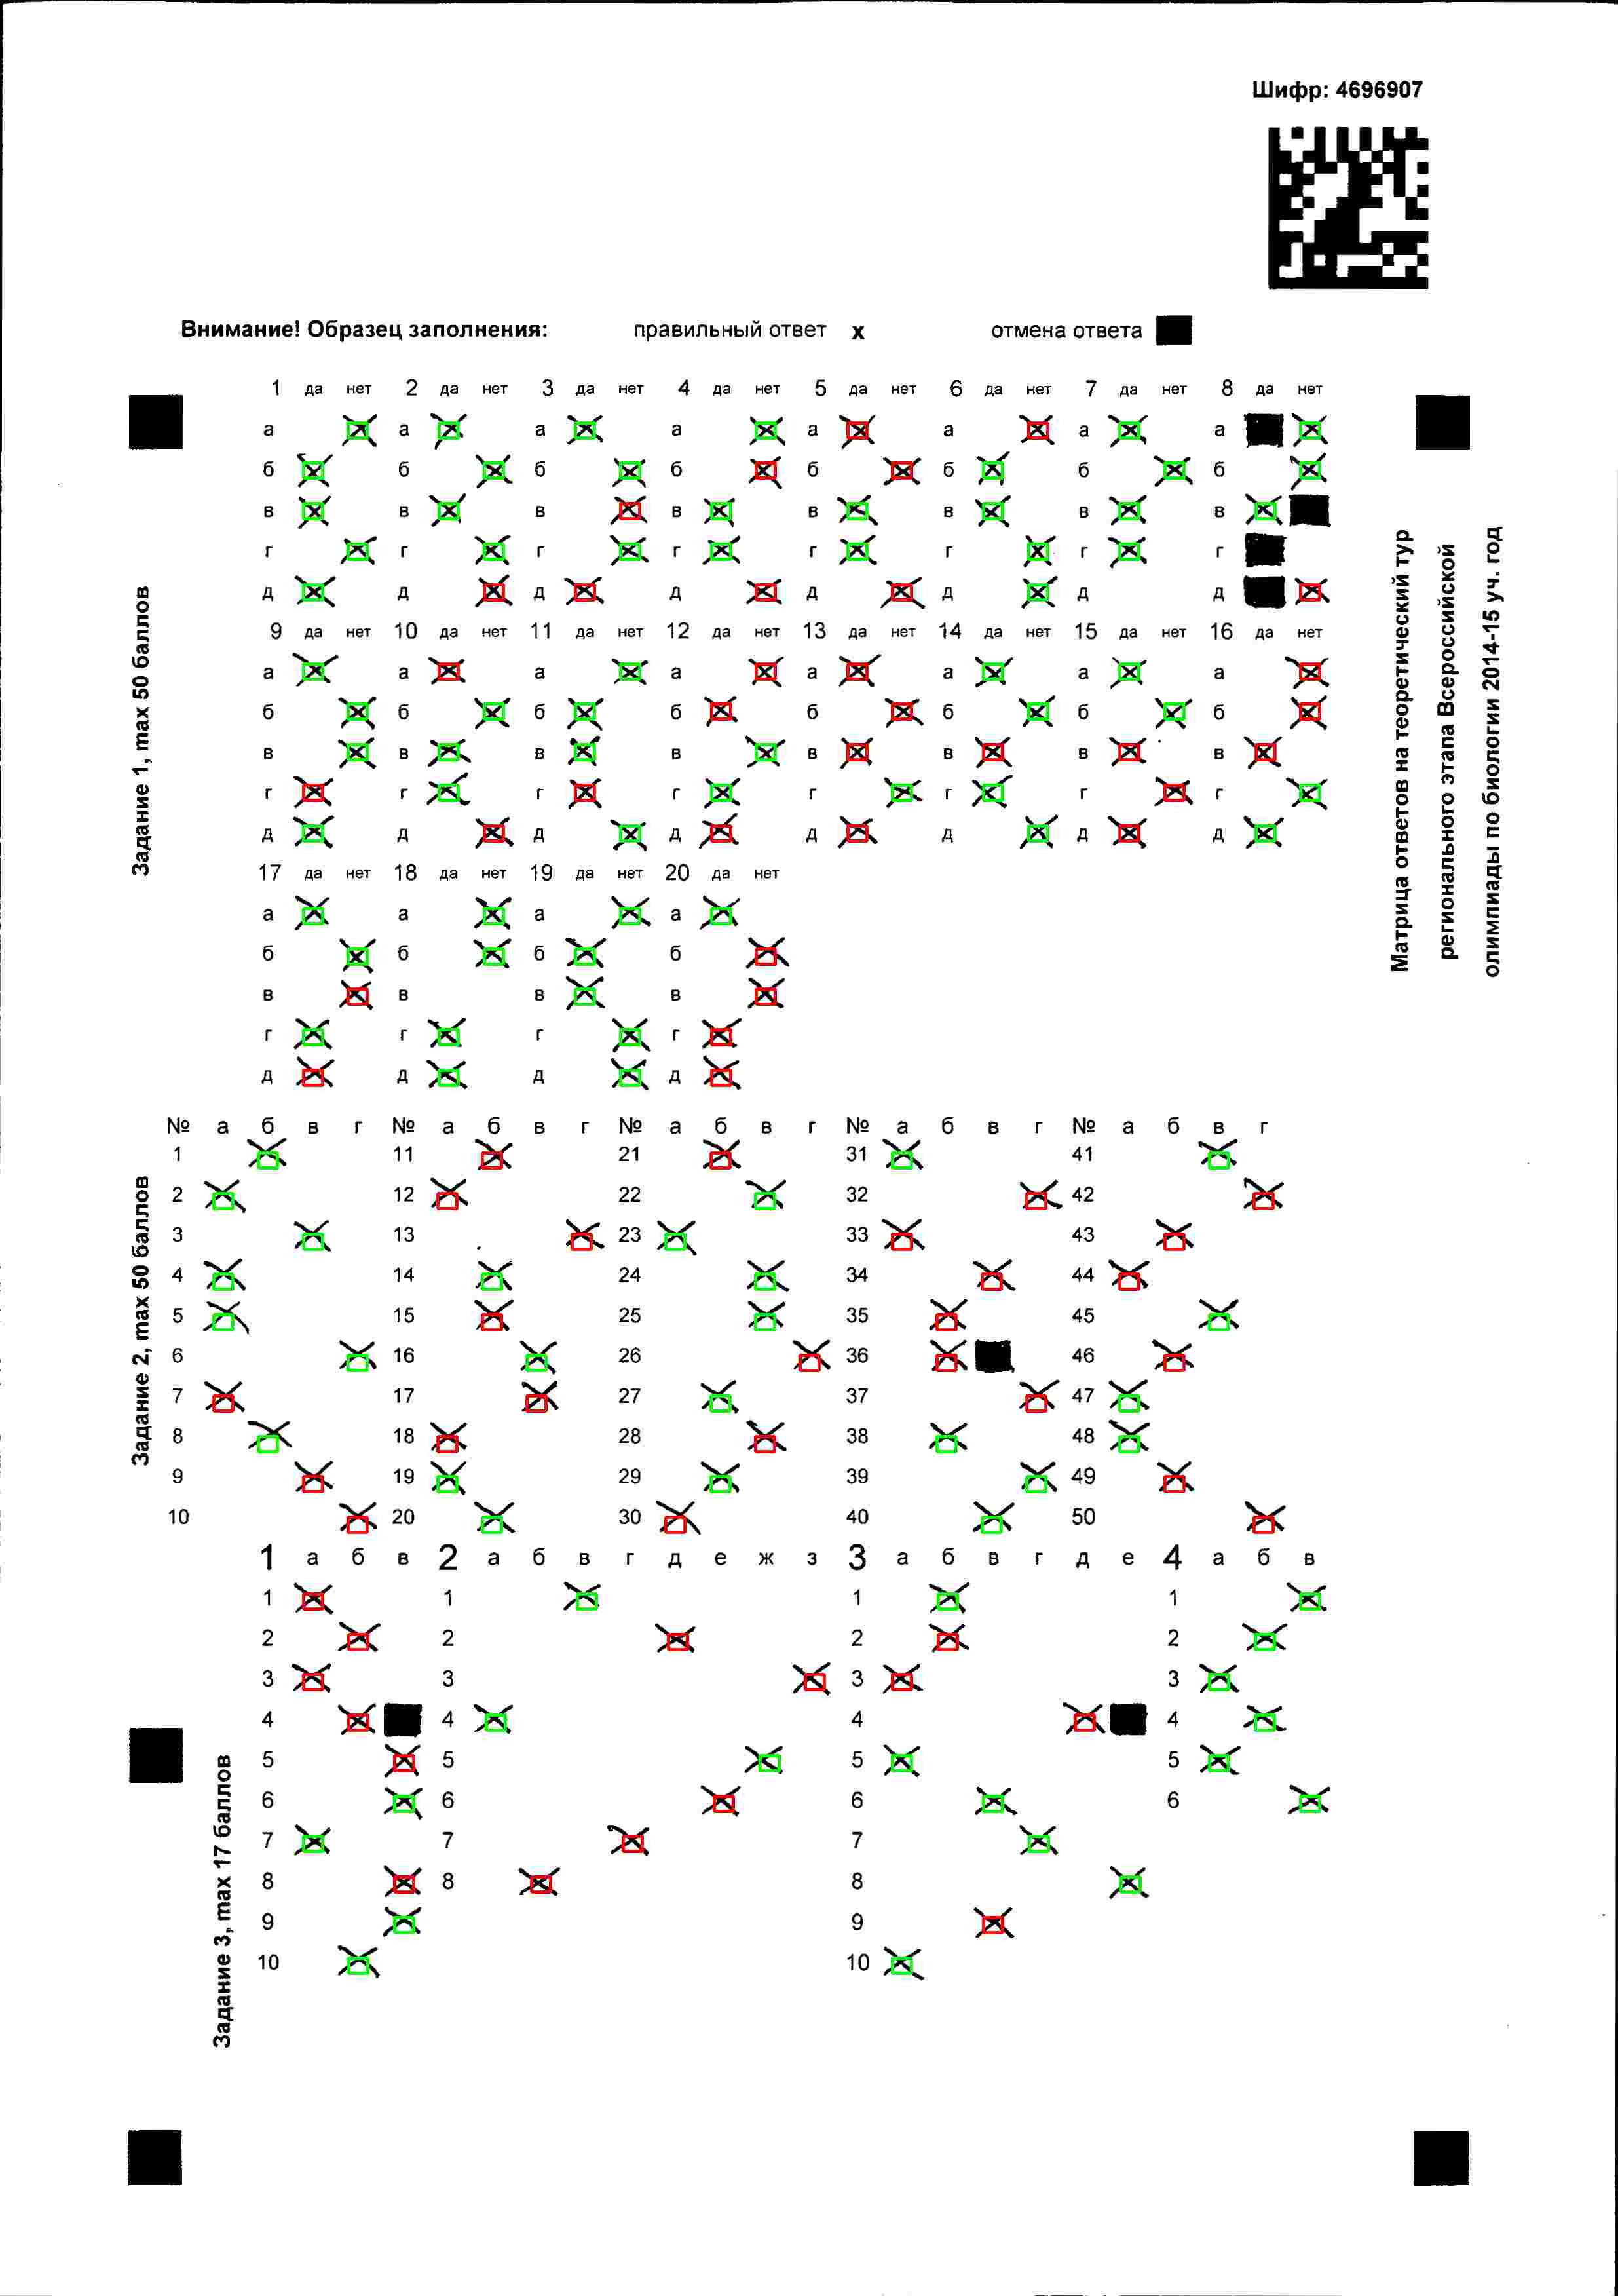 Шифр: 4696907
Внимание! Образец заполнения: правильный ответ x отмена ответа
1 да нет 2 да нет 3 да нет 4 да нет 5 да нет 6 да нет 7 да нет 8 да нет
а а а а а а а а
б б б б б б б б
в в в в в в в в
г г г г г г г г
д д д д д д д д
9 да нет 10 да нет 11 да нет 12 да нет 13 да нет 14 да нет 15 да нет 16 да нет
а а а а а а а а
б б б б б б б б
в в в в в в в в
г г г г г г г г
д д д д д д д д
17 да нет 18 да нет 19 да нет 20 да нет
а а а а
б б б б
в в в в
г г г г
д д д д
Задание 1, max 50 баллов
Матрица ответов на теоретический тур
регионального этапа Всероссийской
олимпиады по биологии 2014-15 уч. год
№ а б в г № а б в г № а б в г № а б в г № а б в г
1 11 21 31 41
2 12 22 32 42
3 13 23 33 43
4 14 24 34 44
5 15 25 35 45
6 16 26 36 46
7 17 27 37 47
8 18 28 38 48
9 19 29 39 49
10 20 30 40 50
Задание 2, max 50 баллов
1 а б в 2 а б в г д е ж з 3 а б в г д е 4 а б в
1 1 1 1
2 2 2 2
3 3 3 3
4 4 4 4
5 5 5 5
6 6 6 6
7 7 7
8 8 8
9 9
10 10
Задание 3, max 17 баллов